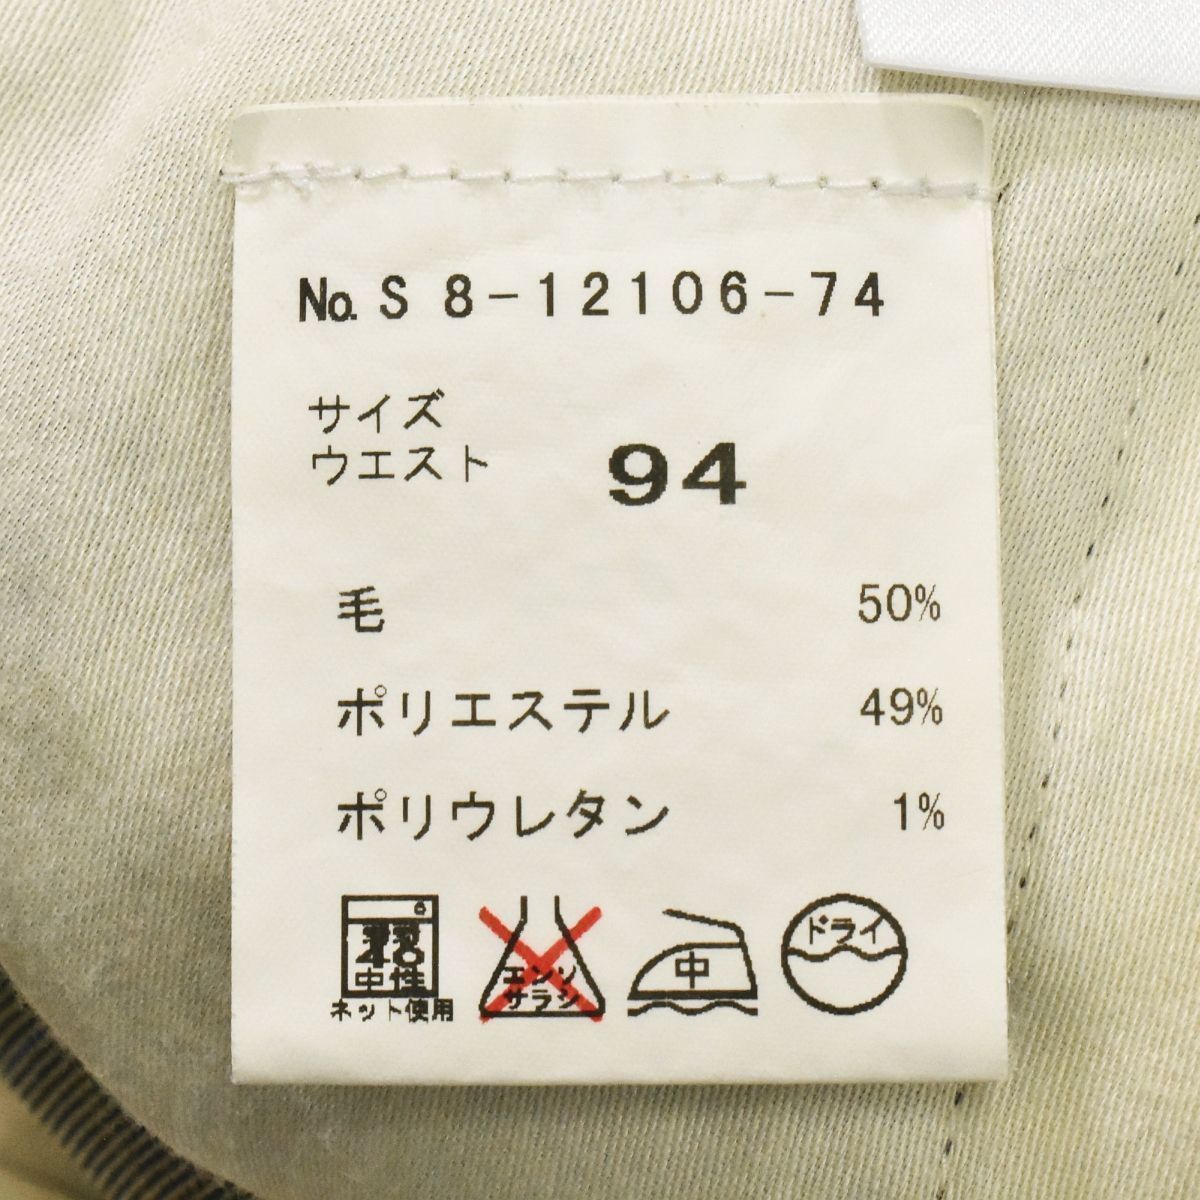 No. S 8-12106-74
サイズ
ウエスト 94
毛 50%
ポリエステル 49%
ポリウレタン 1%
中性
ネット使用
エンソ
サラシ
中
ドライ